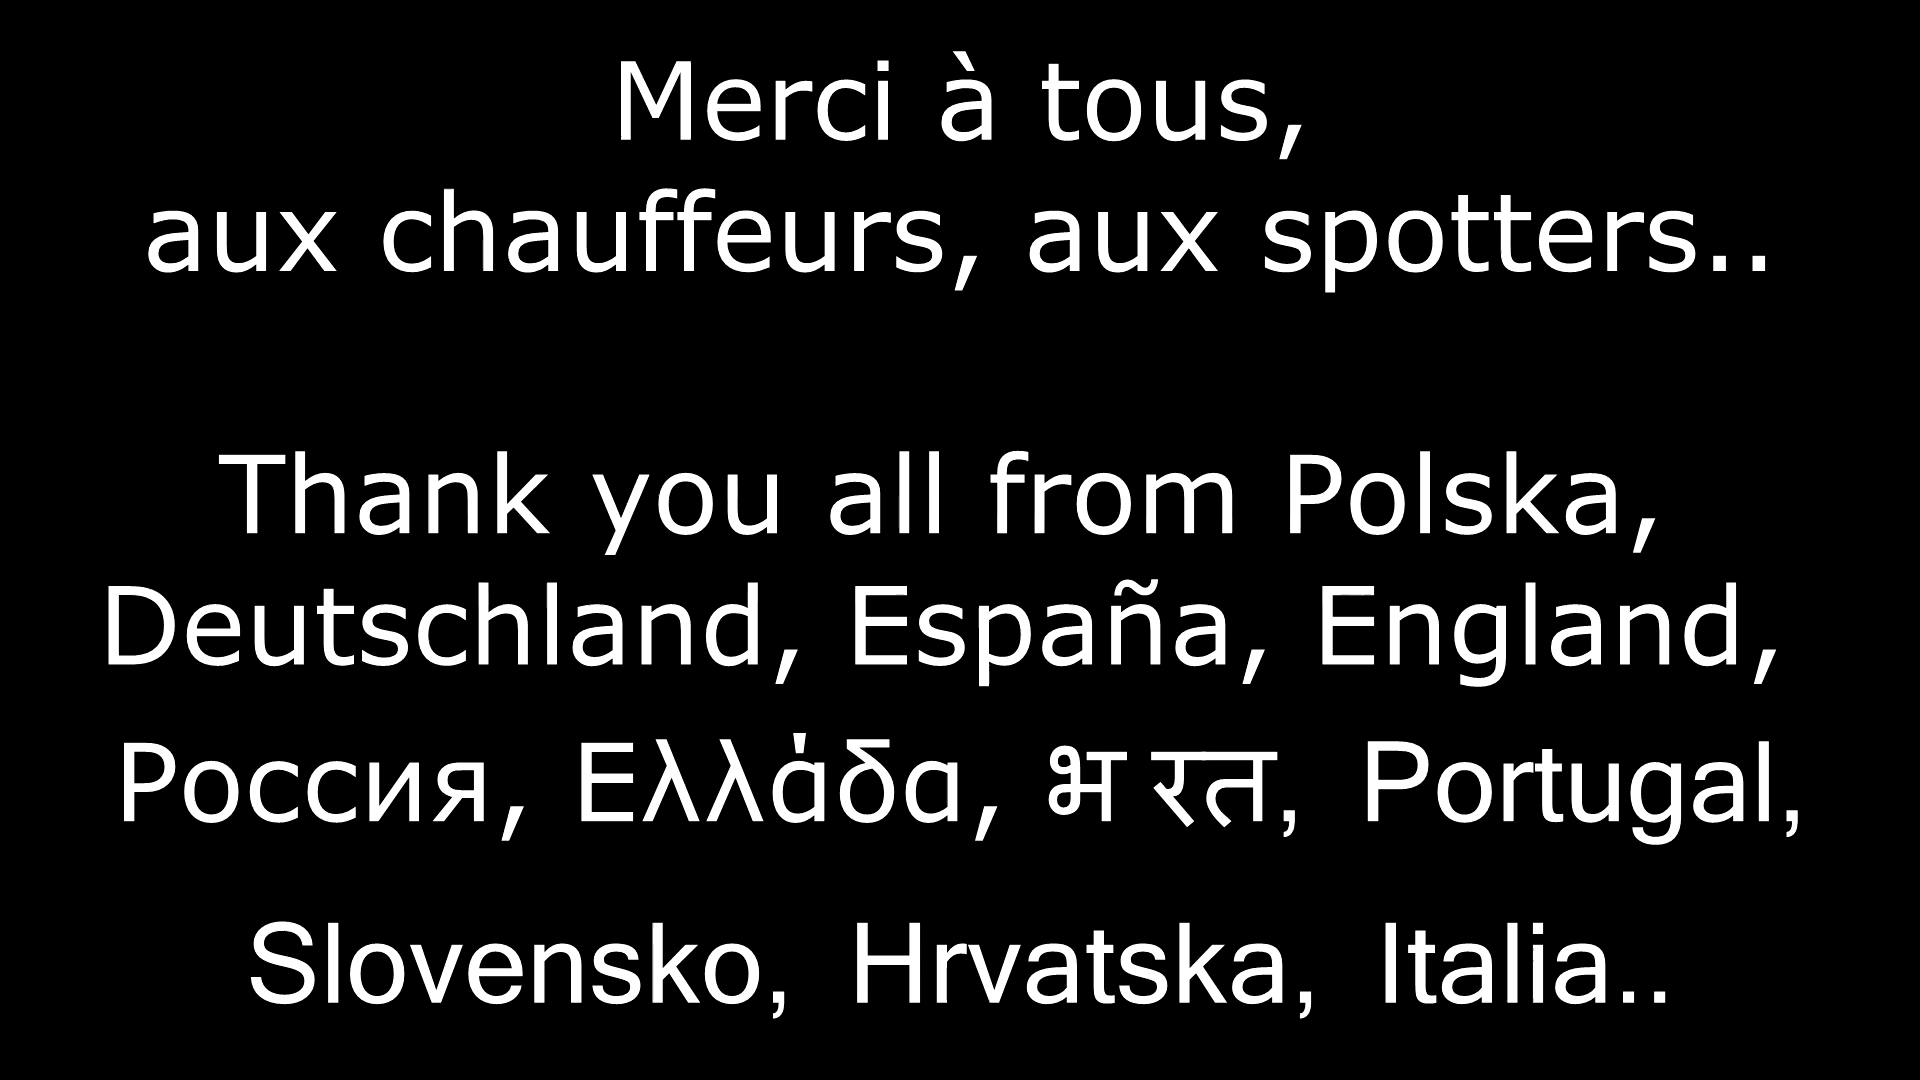 Merci à tous,
aux chauffeurs, aux spotters..
Thank you all from Polska,
Deutschland, España, England,
Россия, Ελλάδα, भ रत, Portugal,
Slovensko, Hrvatska, Italia..